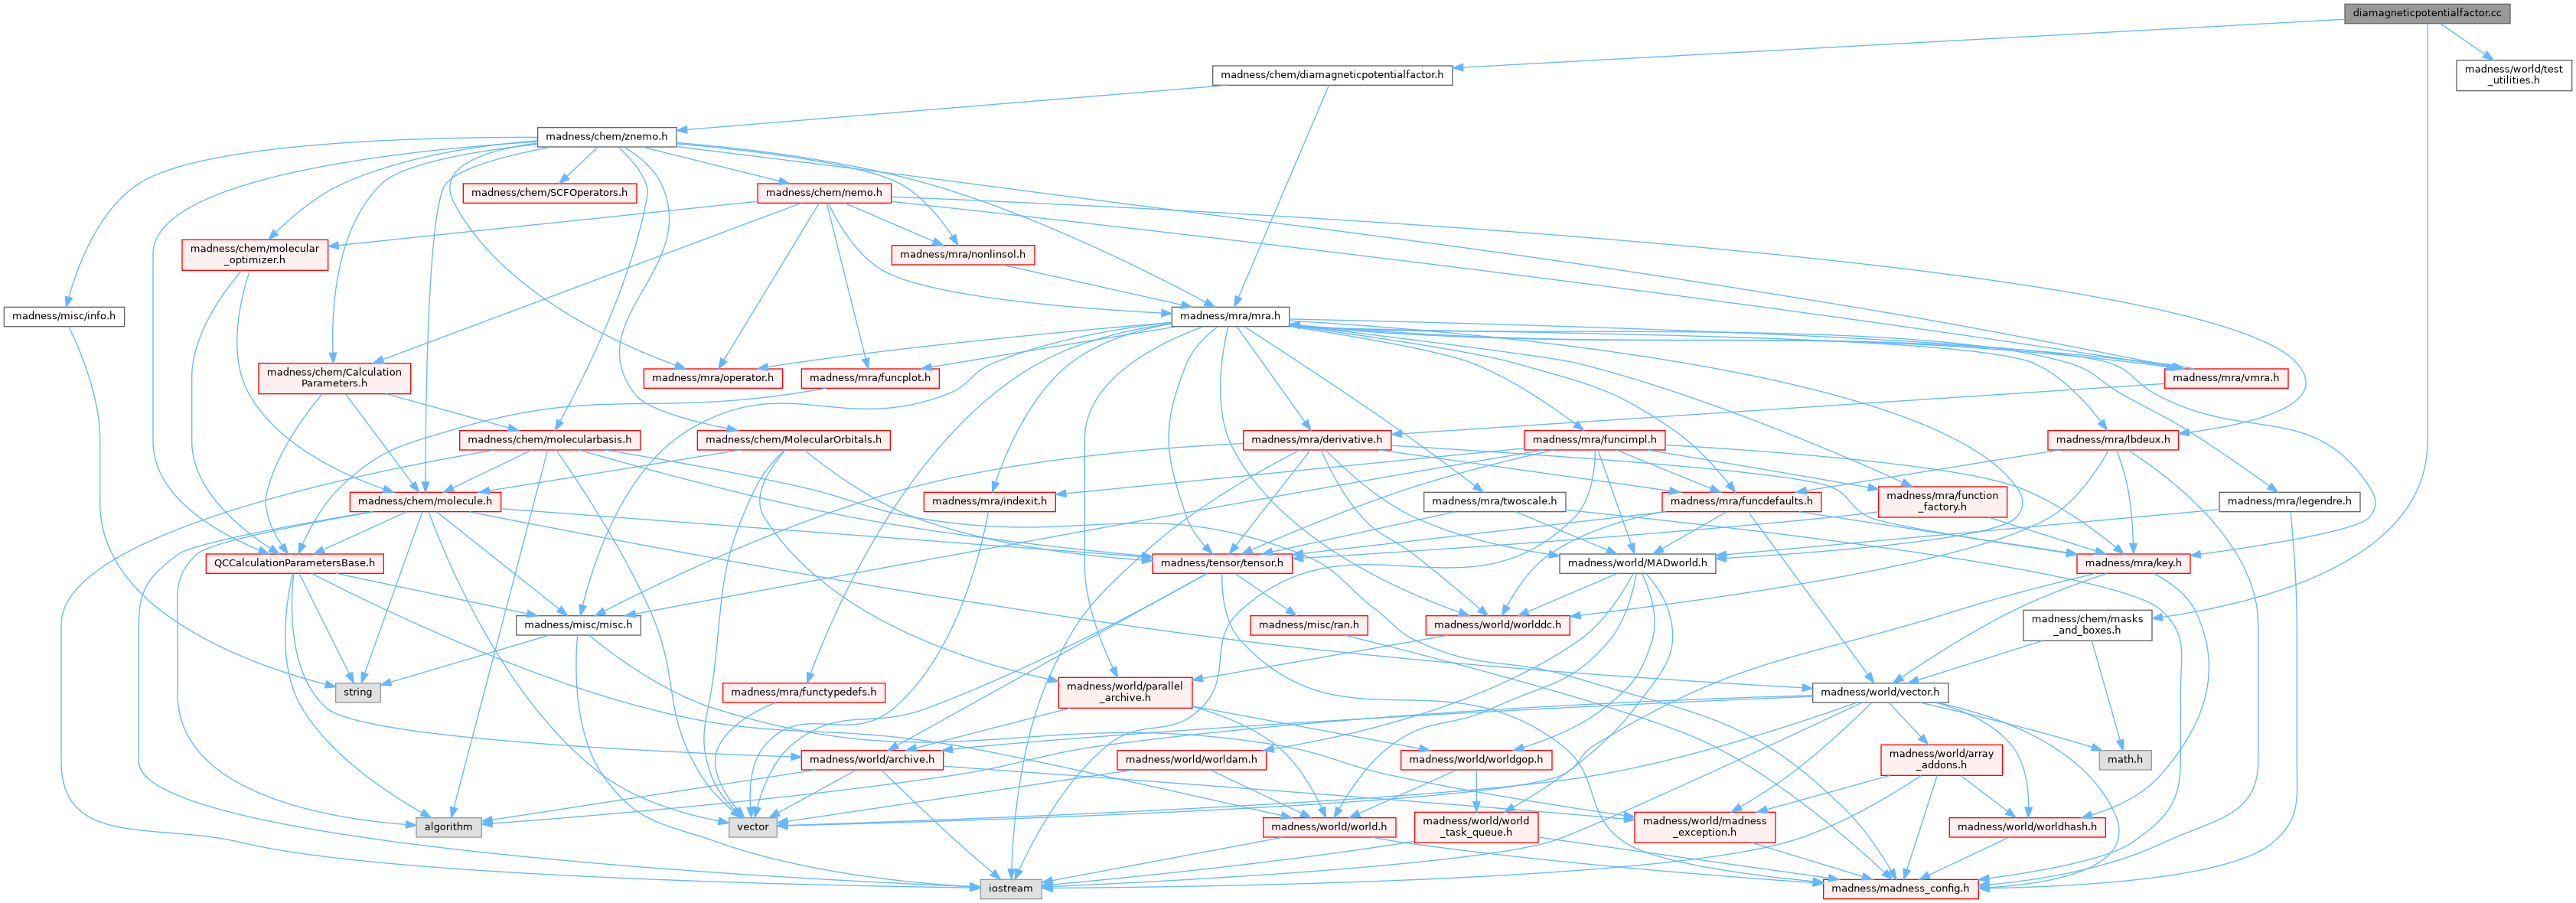 diamagneticpotentialfactor.cc
madness/chem/diamagneticpotentialfactor.h
madness/world/test
_utilities.h
madness/chem/znemo.h
madness/chem/SCFOperators.h
madness/chem/nemo.h
madness/chem/molecular
_optimizer.h
madness/mra/nonlinsol.h
madness/misc/info.h
madness/mra/mra.h
madness/chem/Calculation
Parameters.h
madness/mra/operator.h
madness/mra/funcplot.h
madness/mra/vmra.h
madness/chem/molecularbasis.h
madness/chem/MolecularOrbitals.h
madness/mra/derivative.h
madness/mra/funcimpl.h
madness/mra/lbdeux.h
madness/chem/molecule.h
madness/mra/indexit.h
madness/mra/twoscale.h
madness/mra/funcdefaults.h
madness/mra/function
_factory.h
madness/mra/legendre.h
QCCalculationParametersBase.h
madness/tensor/tensor.h
madness/world/MADworld.h
madness/mra/key.h
madness/misc/misc.h
madness/misc/ran.h
madness/world/worlddc.h
madness/chem/masks
_and_boxes.h
string
madness/mra/functypedefs.h
madness/world/parallel
_archive.h
madness/world/vector.h
madness/world/archive.h
madness/world/worldam.h
madness/world/worldgop.h
madness/world/array
_addons.h
math.h
algorithm
vector
madness/world/world.h
madness/world/world
_task_queue.h
madness/world/madness
_exception.h
madness/world/worldhash.h
iostream
madness/madness_config.h